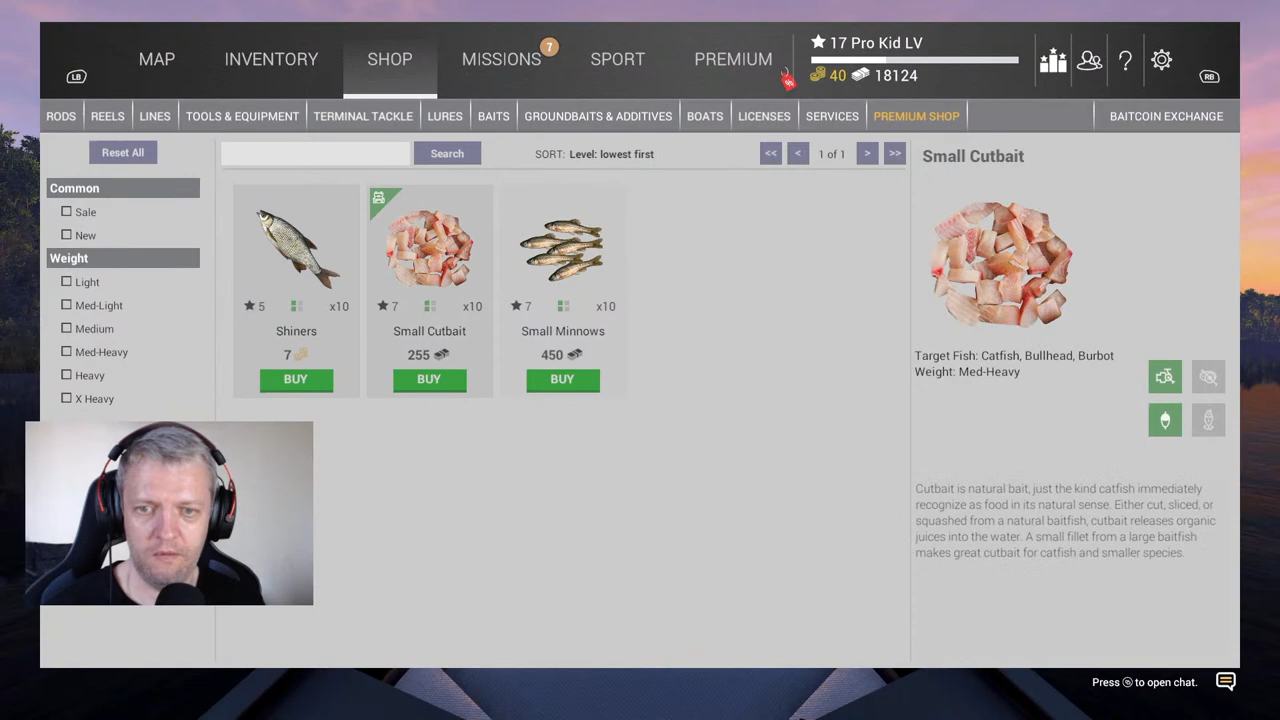 MAP
INVENTORY
SHOP
MISSIONS
7
SPORT
PREMIUM
17 Pro Kid LV
40 18124
LB
RB
RODS
REELS
LINES
TOOLS & EQUIPMENT
TERMINAL TACKLE
LURES
BAITS
GROUNDBAITS & ADDITIVES
BOATS
LICENSES
SERVICES
PREMIUM SHOP
BAITCOIN EXCHANGE
Reset All
Search
SORT: Level: lowest first
<<
<
1 of 1
>
>>
Common
Sale
New
Weight
Light
Med-Light
Medium
Med-Heavy
Heavy
X Heavy
5 x10
Shiners
7
BUY
7 x10
Small Cutbait
255
BUY
7 x10
Small Minnows
450
BUY
Small Cutbait
Target Fish: Catfish, Bullhead, Burbot
Weight: Med-Heavy
Cutbait is natural bait, just the kind catfish immediately
recognize as food in its natural sense. Either cut, sliced, or
squashed from a natural baitfish, cutbait releases organic
juices into the water. A small fillet from a large baitfish
makes great cutbait for catfish and smaller species.
Press to open chat.